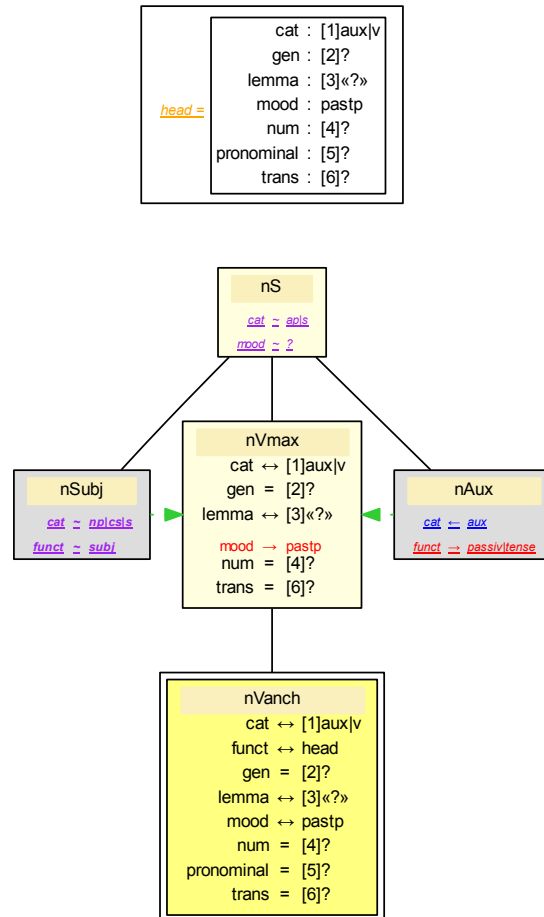 head =
cat : [1]aux|v
gen : [2]?
lemma : [3]«?»
mood : pastp
num : [4]?
pronominal : [5]?
trans : [6]?
nS
cat ~ ap|s
mood ~ ?
nVmax
cat ↔ [1]aux|v
gen = [2]?
lemma ↔ [3]«?»
mood → pastp
num = [4]?
trans = [6]?
nSubj
cat ~ np|cs|s
funct ~ subj
nAux
cat ← aux
funct → passiv|tense
nVanch
cat ↔ [1]aux|v
funct ↔ head
gen = [2]?
lemma ↔ [3]«?»
mood ↔ pastp
num = [4]?
pronominal = [5]?
trans = [6]?